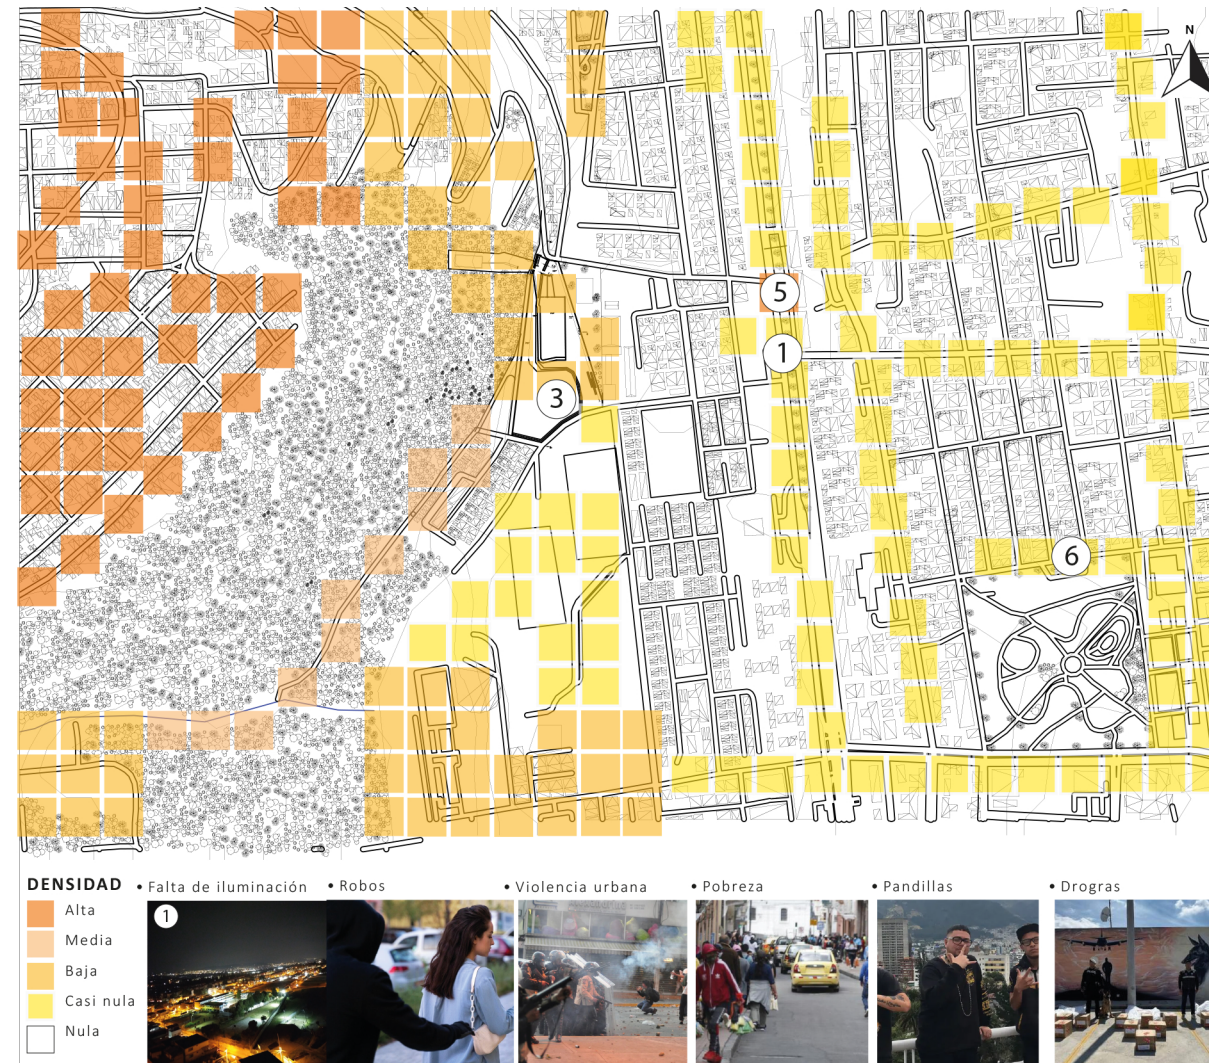 N
5
1
3
6
DENSIDAD
Alta
Media
Baja
Casi nula
Nula
• Falta de iluminación
• Robos
• Violencia urbana
• Pobreza
• Pandillas
• Drogras
1